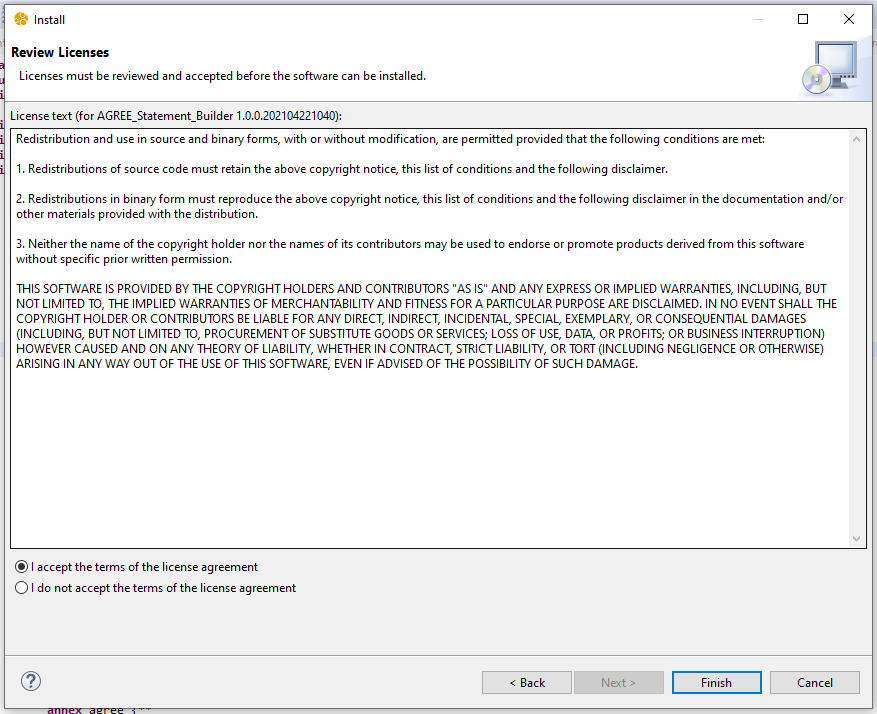 Install
Review Licenses
Licenses must be reviewed and accepted before the software can be installed.
License text (for AGREE_Statement_Builder 1.0.0.202104221040):
Redistribution and use in source and binary forms, with or without modification, are permitted provided that the following conditions are met:
1. Redistributions of source code must retain the above copyright notice, this list of conditions and the following disclaimer.
2. Redistributions in binary form must reproduce the above copyright notice, this list of conditions and the following disclaimer in the documentation and/or
other materials provided with the distribution.
3. Neither the name of the copyright holder nor the names of its contributors may be used to endorse or promote products derived from this software
without specific prior written permission.
THIS SOFTWARE IS PROVIDED BY THE COPYRIGHT HOLDERS AND CONTRIBUTORS "AS IS" AND ANY EXPRESS OR IMPLIED WARRANTIES, INCLUDING, BUT
NOT LIMITED TO, THE IMPLIED WARRANTIES OF MERCHANTABILITY AND FITNESS FOR A PARTICULAR PURPOSE ARE DISCLAIMED. IN NO EVENT SHALL THE
COPYRIGHT HOLDER OR CONTRIBUTORS BE LIABLE FOR ANY DIRECT, INDIRECT, INCIDENTAL, SPECIAL, EXEMPLARY, OR CONSEQUENTIAL DAMAGES
(INCLUDING, BUT NOT LIMITED TO, PROCUREMENT OF SUBSTITUTE GOODS OR SERVICES; LOSS OF USE, DATA, OR PROFITS; OR BUSINESS INTERRUPTION)
HOWEVER CAUSED AND ON ANY THEORY OF LIABILITY, WHETHER IN CONTRACT, STRICT LIABILITY, OR TORT (INCLUDING NEGLIGENCE OR OTHERWISE)
ARISING IN ANY WAY OUT OF THE USE OF THIS SOFTWARE, EVEN IF ADVISED OF THE POSSIBILITY OF SUCH DAMAGE.
I accept the terms of the license agreement
I do not accept the terms of the license agreement
? < Back Next > Finish Cancel
annex agree {**